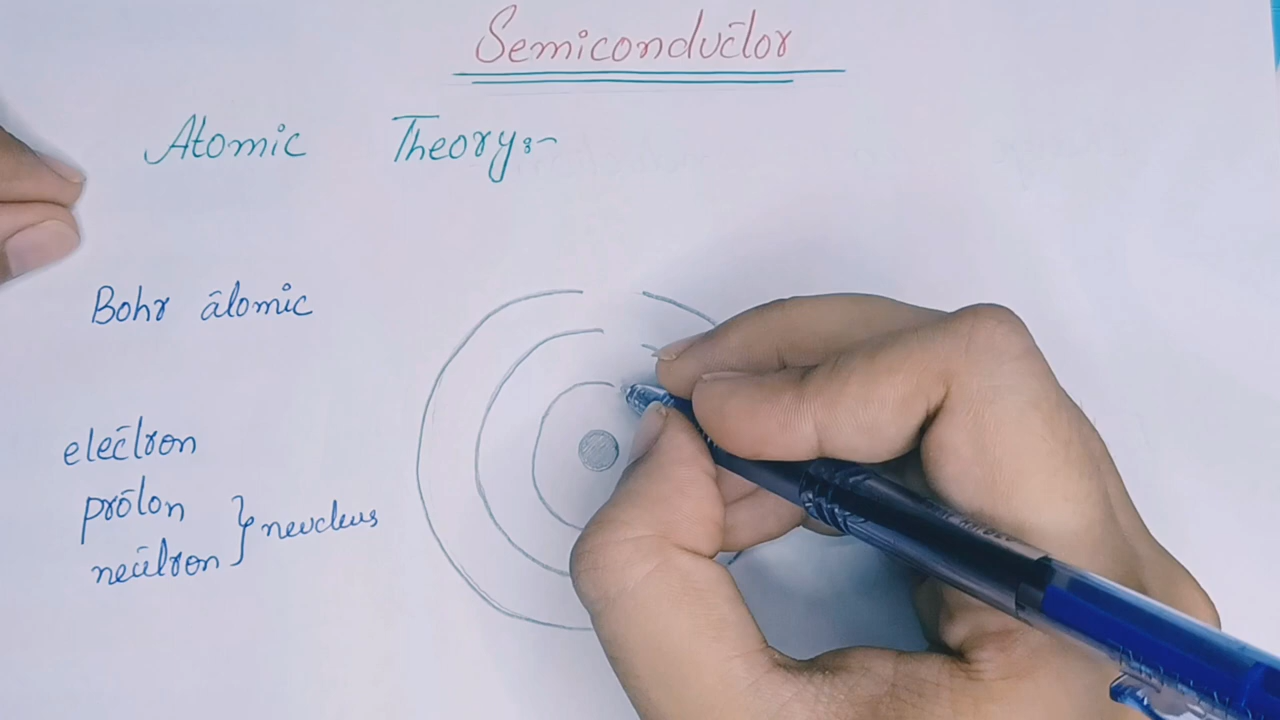 Semiconductor
Atomic Theory:-
Bohr atomic
electron
proton
neutron } neucleus